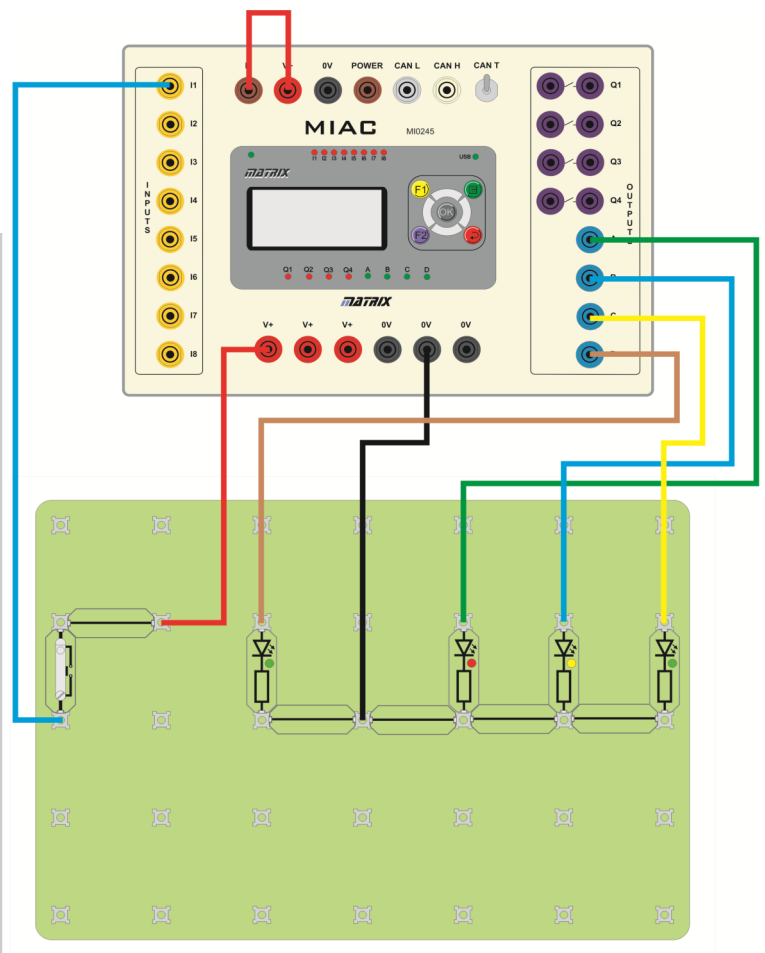 V+ 0V POWER CAN L CAN H CAN T
I1
I2
I3
I4
I5
I6
I7
I8
INPUTS
MIAC MI0245
I1 I2 I3 I4 I5 I6 I7 I8
USB
MATRIX
F1
OK
F2
Q1 Q2 Q3 Q4 A B C D
MATRIX
V+ V+ V+ 0V 0V 0V
Q1
Q2
Q3
Q4
OUTPUTS